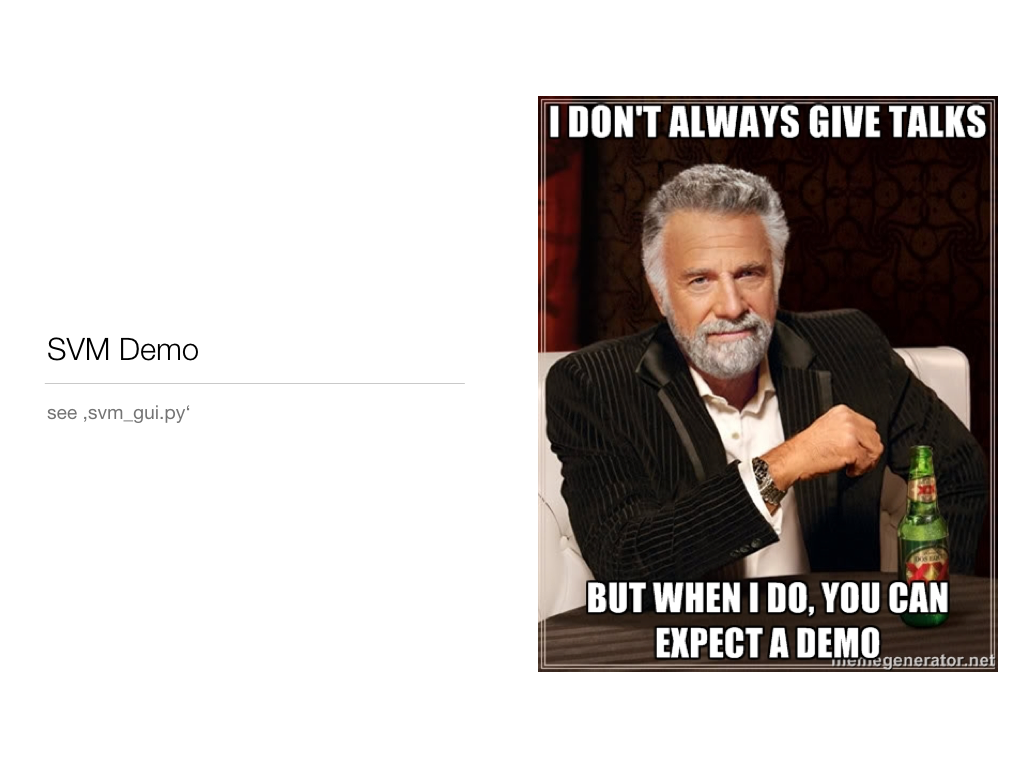 SVM Demo
see ‚svm_gui.py‘
I DON'T ALWAYS GIVE TALKS
BUT WHEN I DO, YOU CAN
EXPECT A DEMO
memegenerator.net